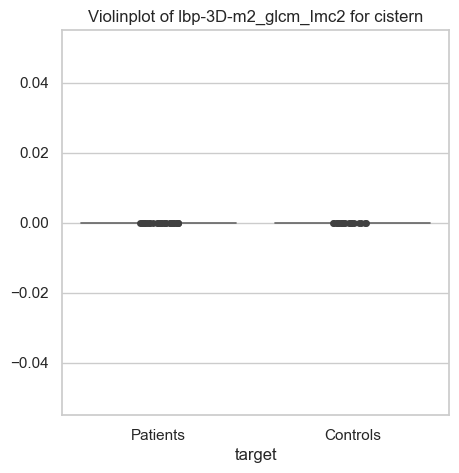 Violinplot of lbp-3D-m2_glcm_Imc2 for cistern
0.04
0.02
0.00
−0.02
−0.04
Patients
Controls
target